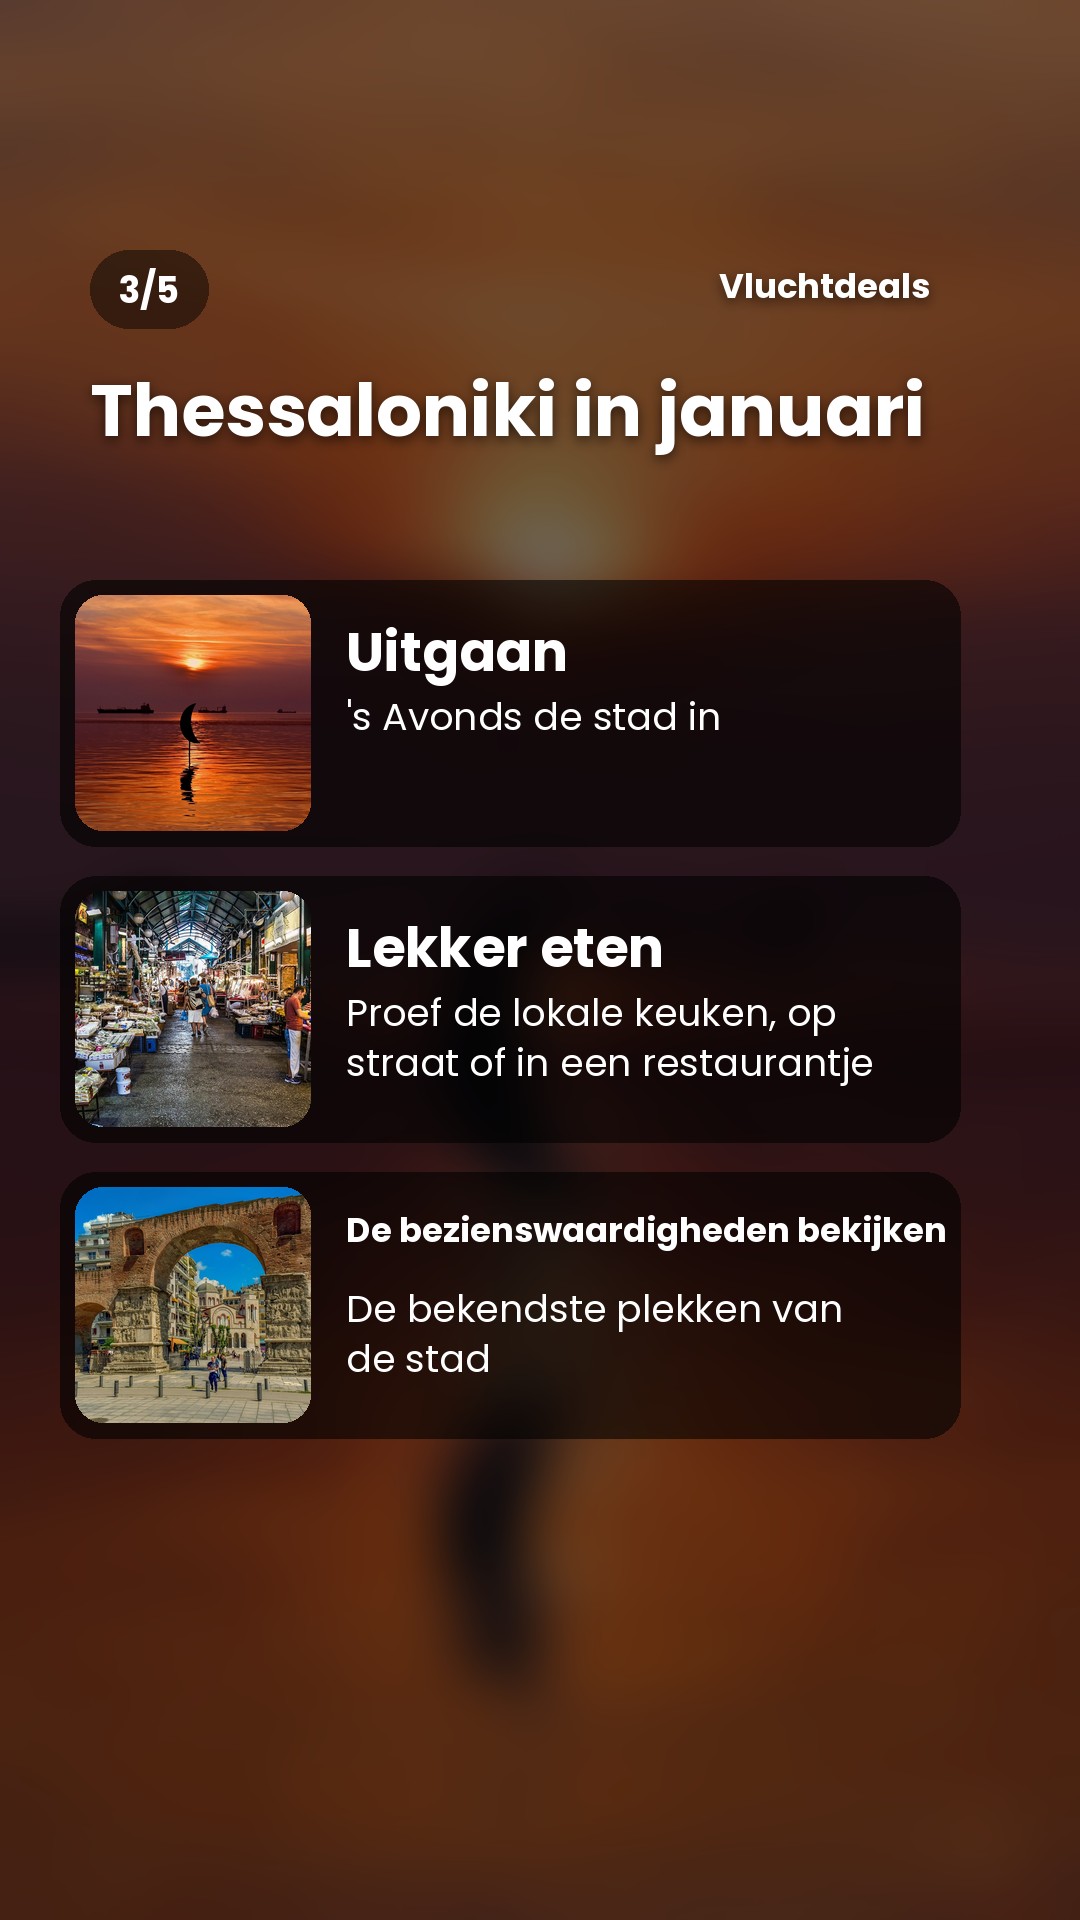 3/5
Vluchtdeals
Thessaloniki in januari
Uitgaan
's Avonds de stad in
Lekker eten
Proef de lokale keuken, op
straat of in een restaurantje
De bezienswaardigheden bekijken
De bekendste plekken van
de stad